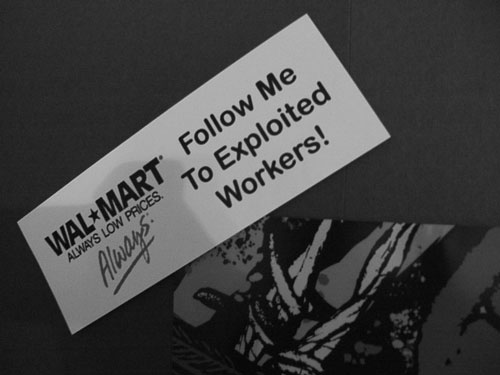 WAL★MART
ALWAYS LOW PRICES.
Always.
Follow Me
To Exploited
Workers!